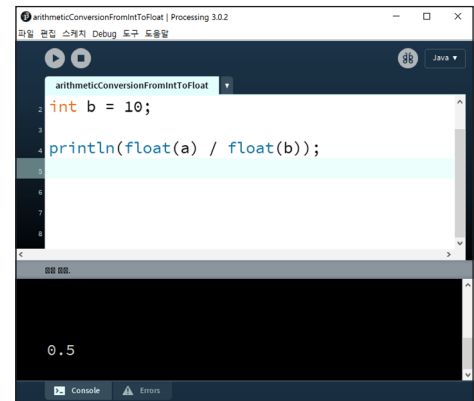 arithmeticConversionFromIntToFloat | Processing 3.0.2
파일 편집 스케치 Debug 도구 도움말
Java ▼
arithmeticConversionFromIntToFloat ▼
2 int b = 10;
3
4 println(float(a) / float(b));
5
6
7
8
0.5
Console Errors